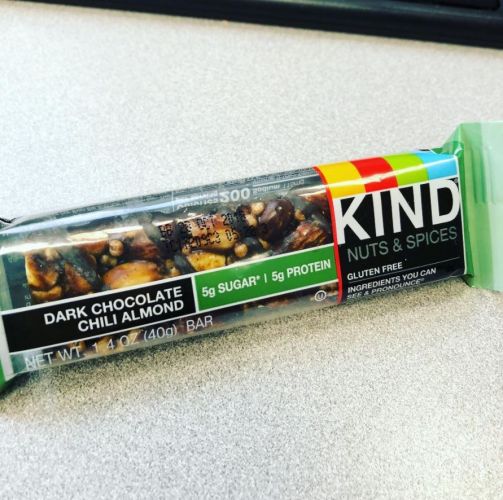 KIND
NUTS & SPICES
GLUTEN FREE
INGREDIENTS YOU CAN
SEE & PRONOUNCE®
5g SUGAR* | 5g PROTEIN
DARK CHOCOLATE
CHILI ALMOND
NET WT. 1.4 OZ (40g) BAR
200